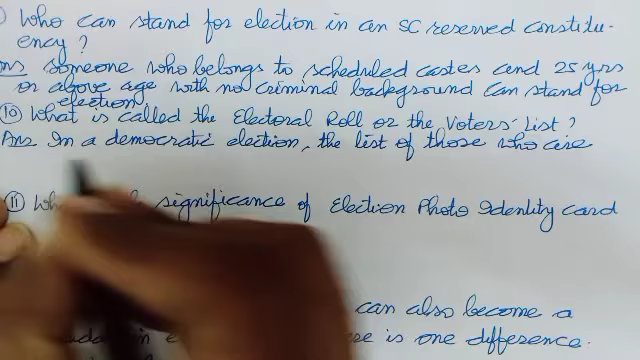 Who can stand for election in an SC reserved constitu-
ency?
Ans Someone who belongs to scheduled castes and 25 yrs
or above age with no criminal background can stand for
election.
10 What is called the Electoral Roll or the Voters' List?
Ans In a democratic election, the list of those who are
11 significance of Election Photo Identity card
can also become a
is one difference.